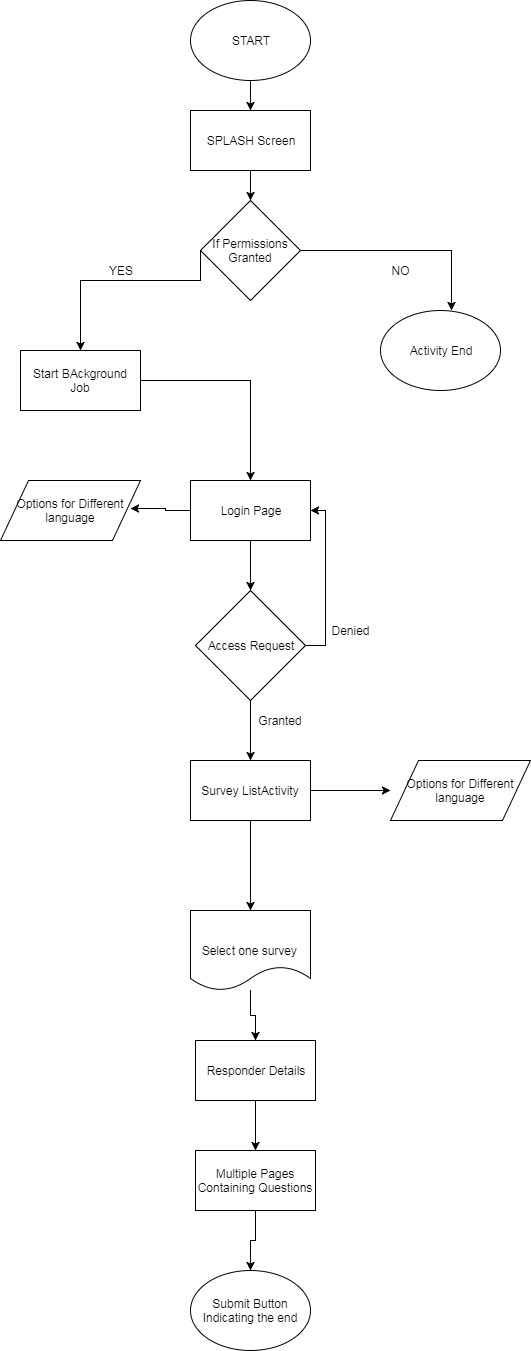 START
SPLASH Screen
If Permissions
Granted
YES
NO
Start BAckground
Job
Activity End
Options for Different
language
Login Page
Denied
Access Request
Granted
Survey ListActivity
Options for Different
language
Select one survey
Responder Details
Multiple Pages
Containing Questions
Submit Button
Indicating the end